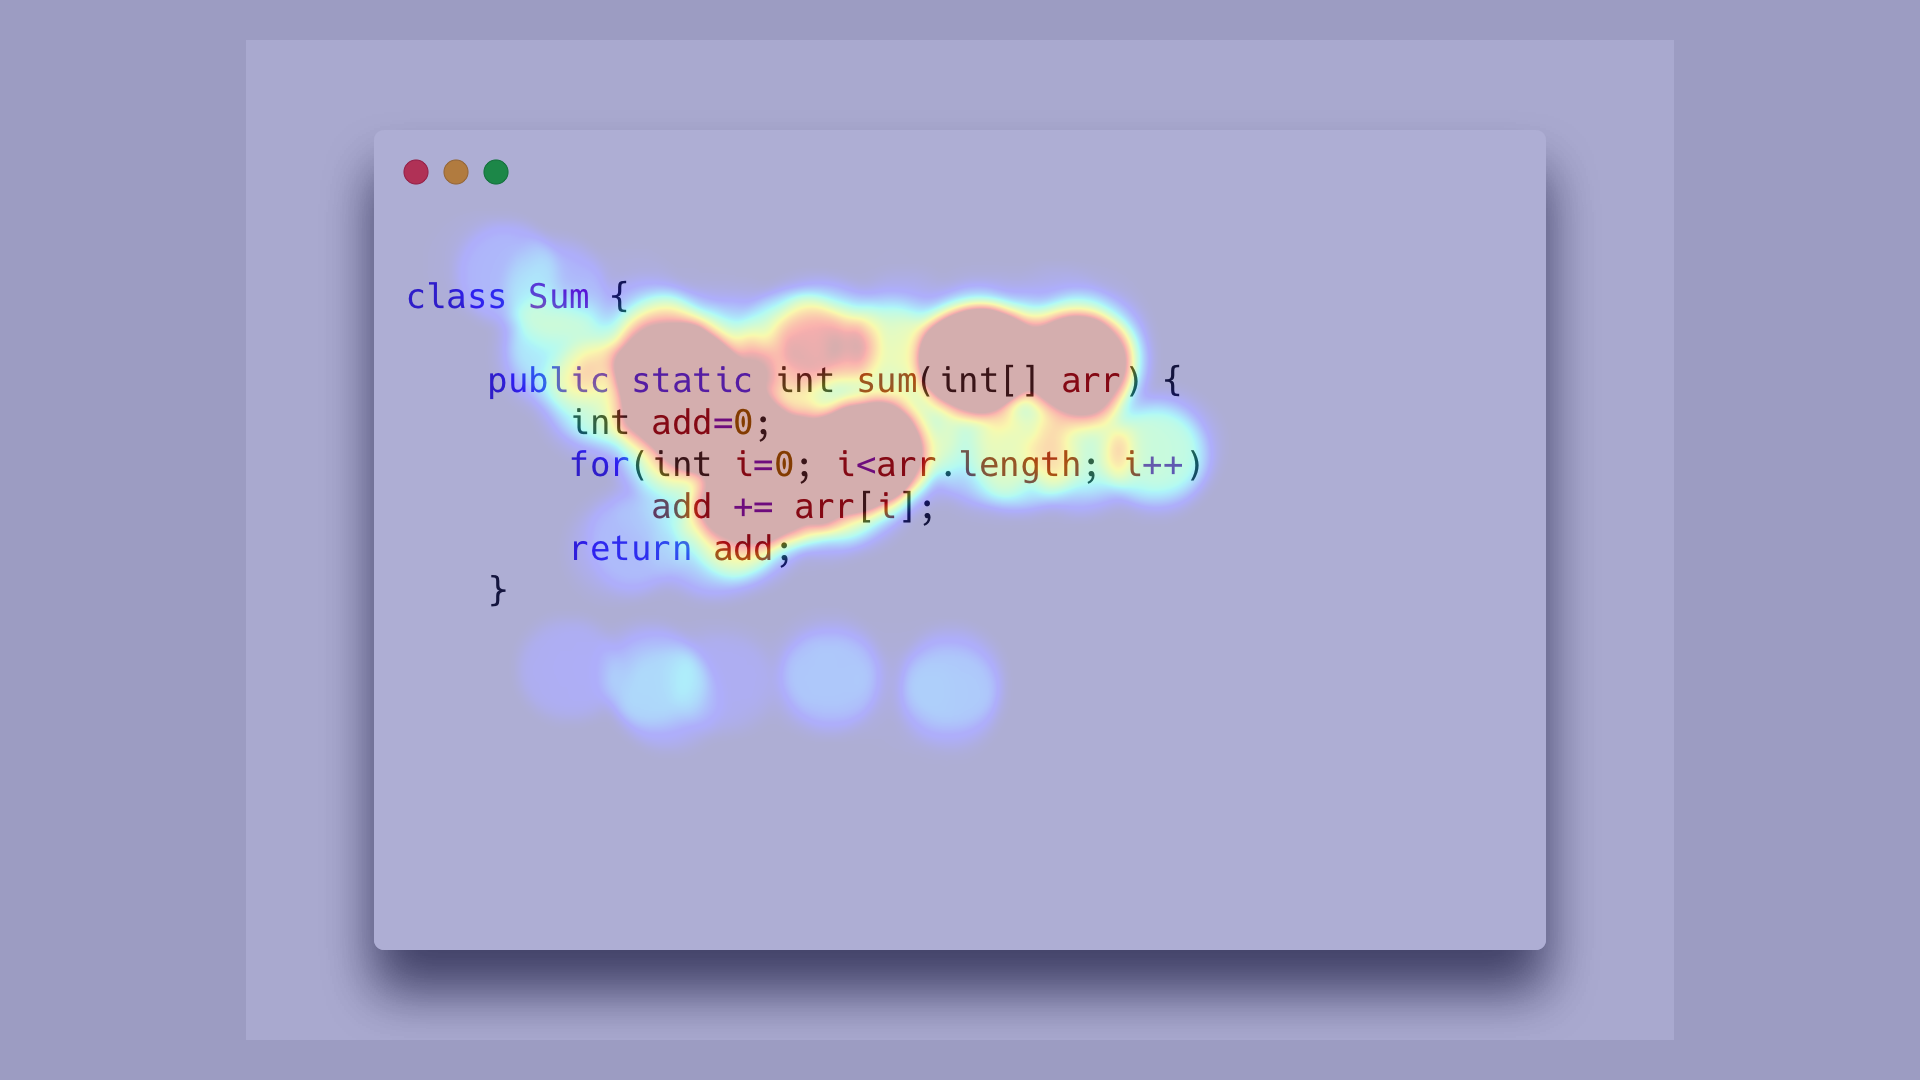 class Sum {
public static int sum(int[] arr) {
int add=0;
for(int i=0; i<arr.length; i++)
add += arr[i];
return add;
}